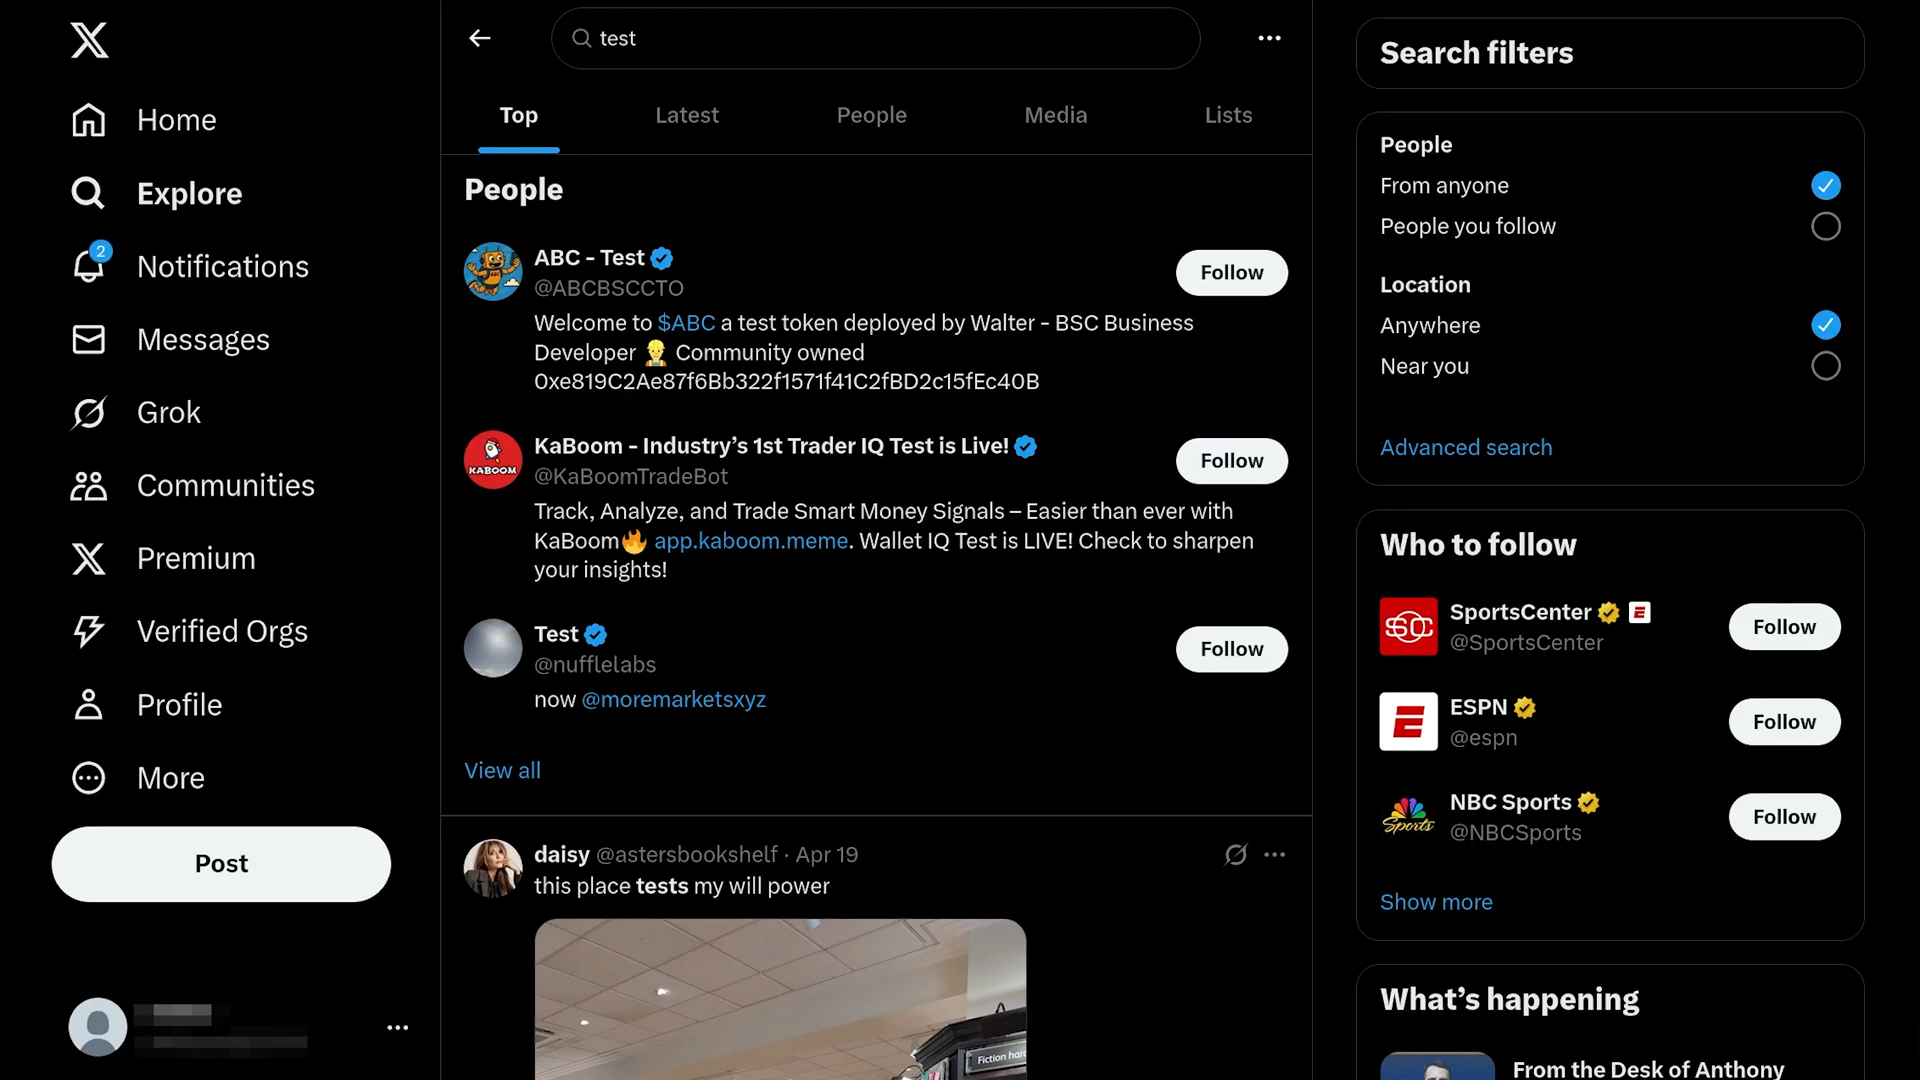 Home
Explore
2
Notifications
Messages
Grok
Communities
Premium
Verified Orgs
Profile
More
Post
test
Top
Latest
People
Media
Lists
People
ABC - Test
@ABCBSCCTO
Follow
Welcome to $ABC a test token deployed by Walter - BSC Business
Developer 👷 Community owned
0xe819C2Ae87f6Bb322f1571f41C2fBD2c15fEc40B
KABOOM
KaBoom - Industry's 1st Trader IQ Test is Live!
@KaBoomTradeBot
Follow
Track, Analyze, and Trade Smart Money Signals – Easier than ever with
KaBoom🔥 app.kaboom.meme. Wallet IQ Test is LIVE! Check to sharpen
your insights!
Test
@nufflelabs
Follow
now @moremarketsxyz
View all
daisy @astersbookshelf · Apr 19
this place tests my will power
Fiction hard
Search filters
People
From anyone
People you follow
Location
Anywhere
Near you
Advanced search
Who to follow
SC
SportsCenter
@SportsCenter
Follow
E
ESPN
@espn
Follow
Sports
NBC Sports
@NBCSports
Follow
Show more
What's happening
From the Desk of Anthony